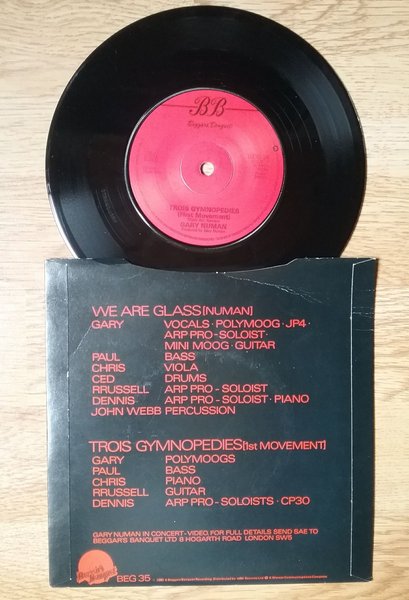 BB
Beggars Banquet
TROIS GYMNOPEDIES
(First Movement)
GARY NUMAN
WE ARE GLASS[NUMAN]
GARY VOCALS · POLYMOOG · JP4 ·
ARP PRO-SOLOIST
MINI MOOG · GUITAR
PAUL BASS
CHRIS VIOLA
CED DRUMS
RRUSSELL ARP PRO - SOLOIST
DENNIS ARP PRO - SOLOIST · PIANO
JOHN WEBB PERCUSSION
TROIS GYMNOPEDIES[1st MOVEMENT]
GARY POLYMOOGS
PAUL BASS
CHRIS PIANO
RRUSSELL GUITAR
DENNIS ARP PRO - SOLOISTS · CP30
GARY NUMAN IN CONCERT - VIDEO. FOR FULL DETAILS SEND SAE TO
BEGGAR'S BANQUET LTD 8 HOGARTH ROAD LONDON SW5
Beggar's
Banquet
BEG 35